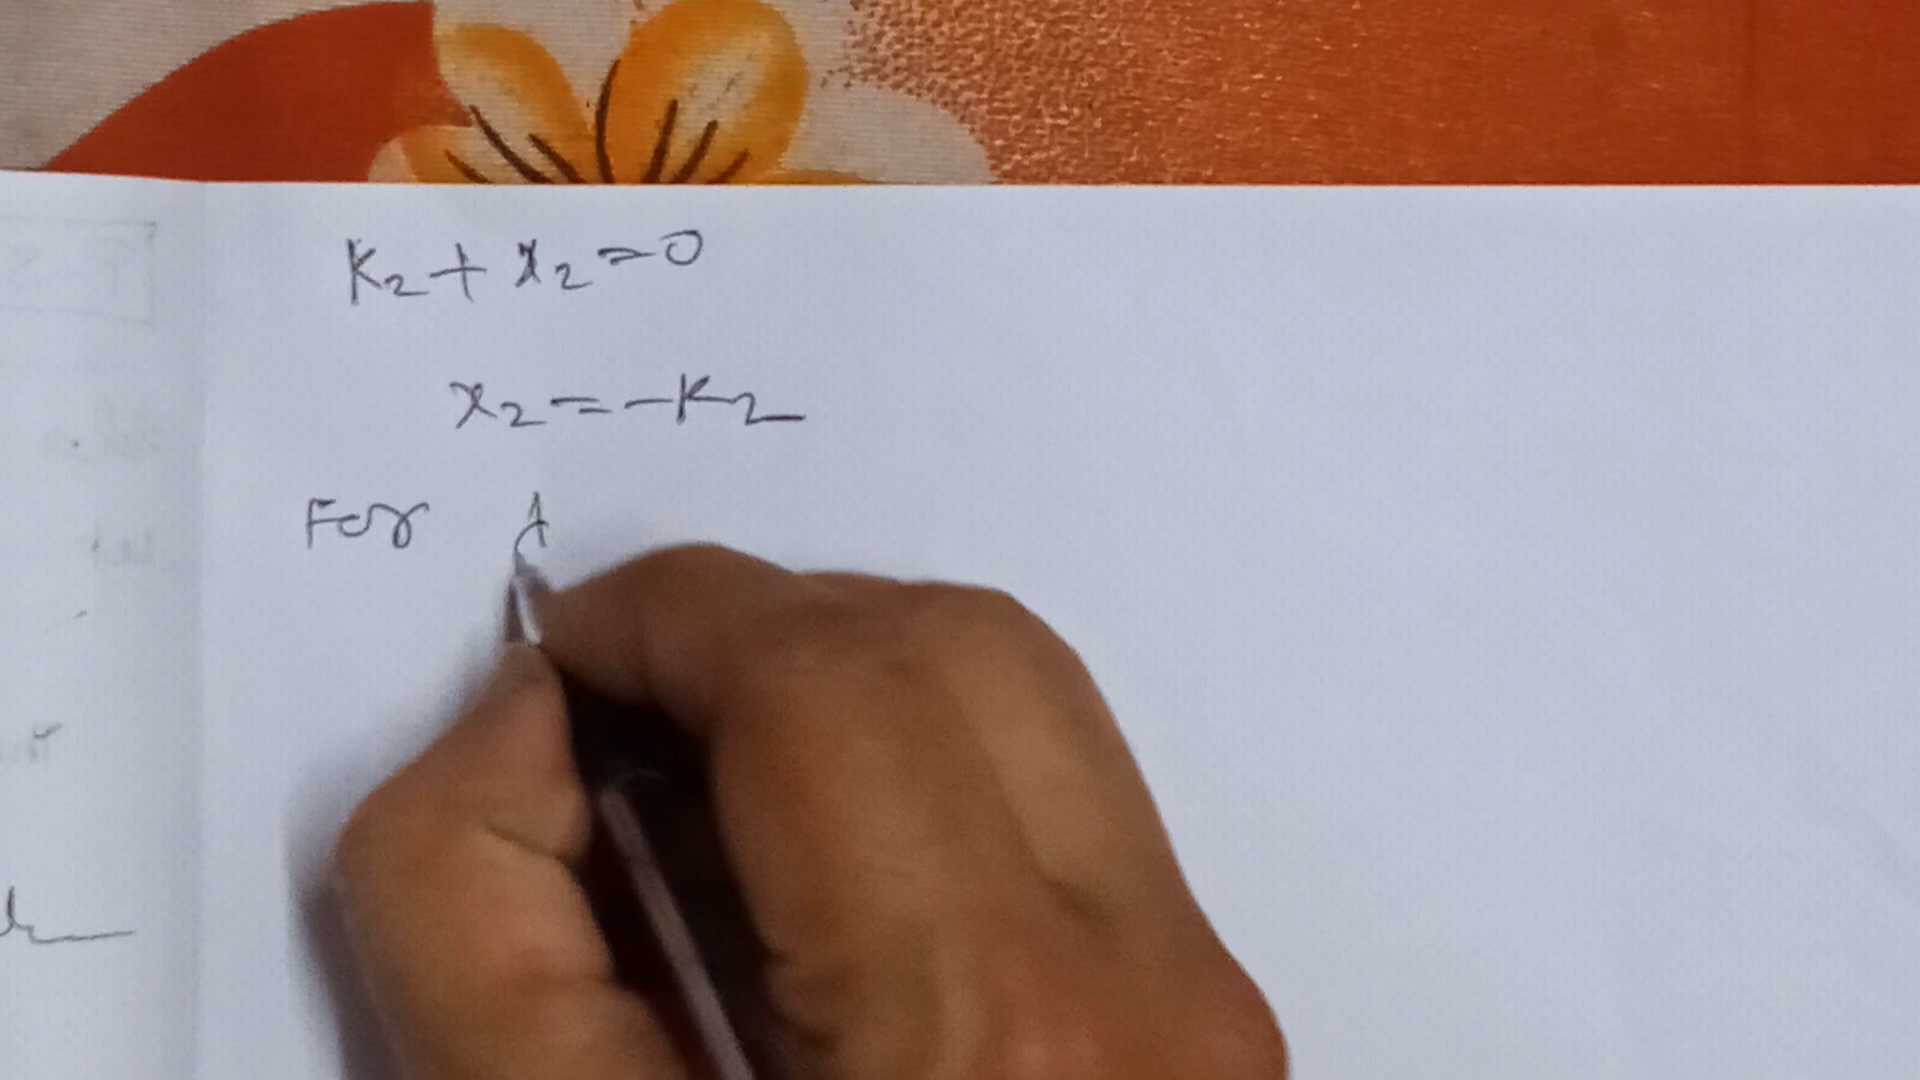 K₂ + x₂ = 0
x₂ = -K₂
For